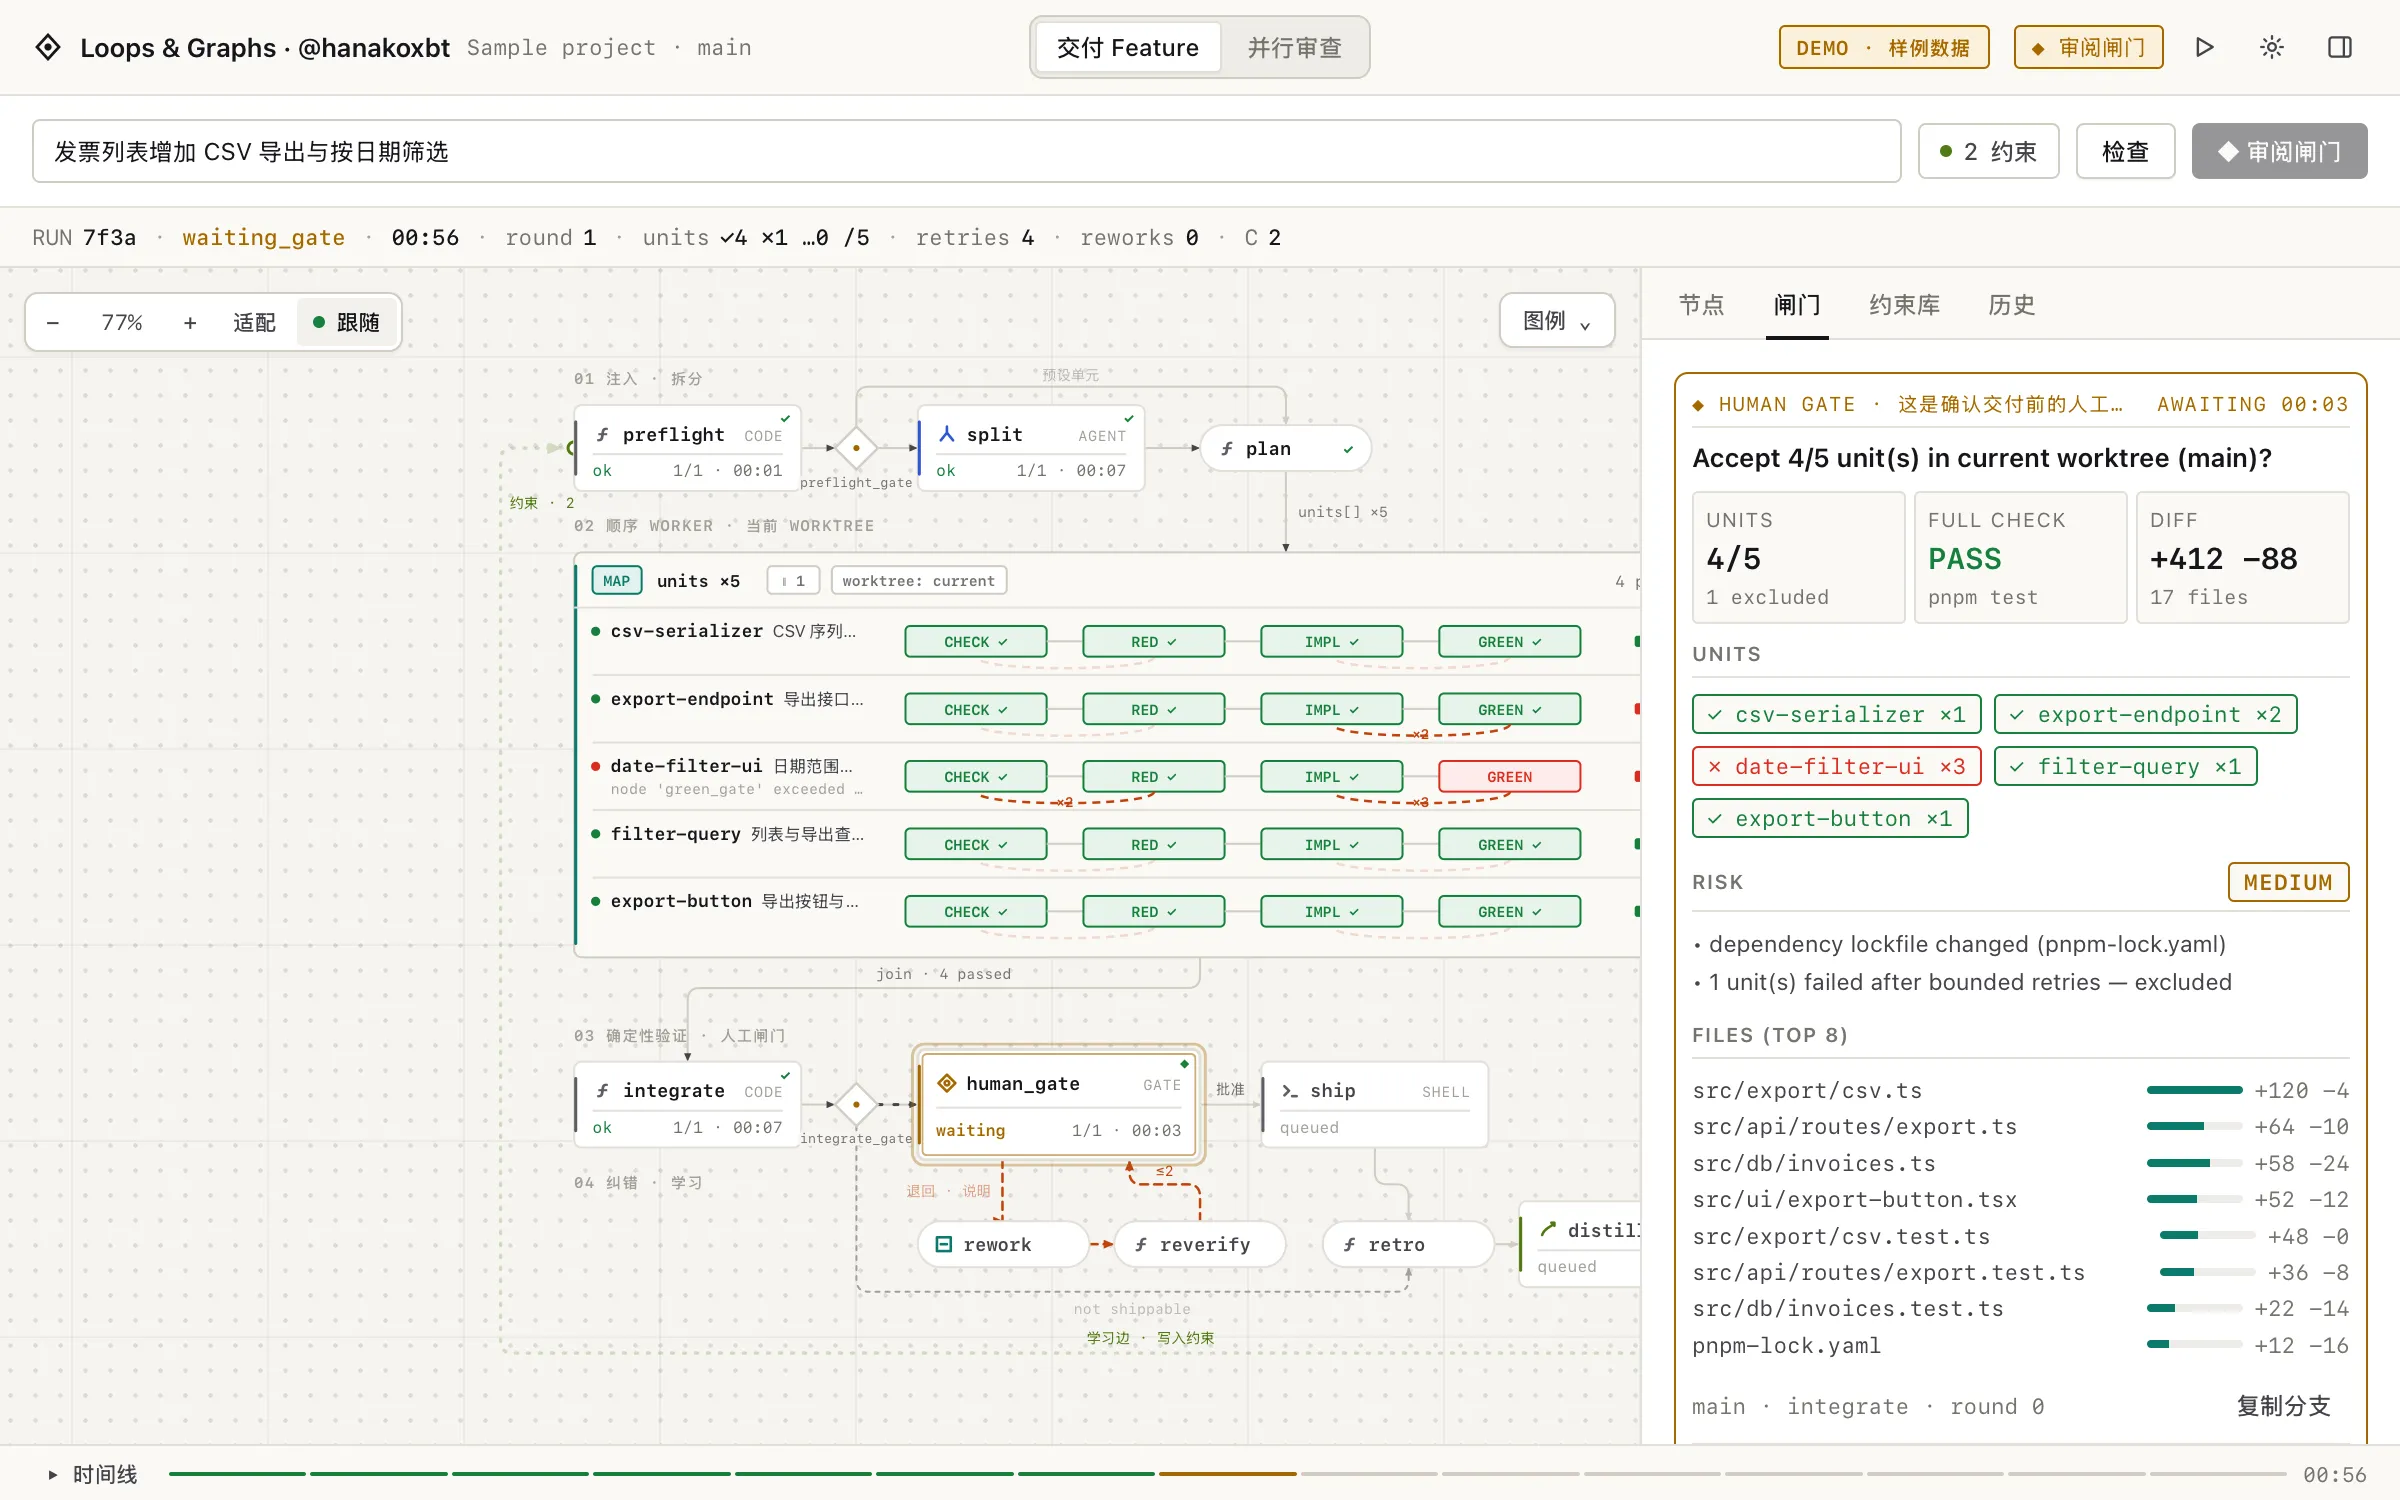 Loops & Graphs · @hanakoxbt Sample project · main
交付 Feature 并行审查
DEMO · 样例数据
◆ 审阅闸门
发票列表增加 CSV 导出与按日期筛选
2 约束
检查
◆ 审阅闸门
RUN 7f3a · waiting_gate · 00:56 · round 1 · units ✓4 ×1 …0 /5 · retries 4 · reworks 0 · C 2
− 77% + 适配 跟随
图例
01 注入 · 拆分
预设单元
preflight CODE ✓
ok 1/1 · 00:01
preflight_gate
split AGENT ✓
ok 1/1 · 00:07
plan ✓
约束 · 2
units[] ×5
02 顺序 WORKER · 当前 WORKTREE
MAP units ×5 1 worktree: current
csv-serializer CSV 序列…
CHECK ✓ RED ✓ IMPL ✓ GREEN ✓
export-endpoint 导出接口…
CHECK ✓ RED ✓ IMPL ✓ GREEN ✓
×2
date-filter-ui 日期范围…
node 'green_gate' exceeded …
CHECK ✓ RED ✓ IMPL ✓ GREEN
×2 ×3
filter-query 列表与导出查…
CHECK ✓ RED ✓ IMPL ✓ GREEN ✓
export-button 导出按钮与…
CHECK ✓ RED ✓ IMPL ✓ GREEN ✓
join · 4 passed
03 确定性验证 · 人工闸门
integrate CODE ✓
ok 1/1 · 00:07
integrate_gate
human_gate GATE
waiting 1/1 · 00:03
批准
ship SHELL
queued
04 纠错 · 学习
退回 · 说明
≤2
rework
reverify
retro
distill
queued
not shippable
学习边 · 写入约束
节点 闸门 约束库 历史
◆ HUMAN GATE · 这是确认交付前的人工… AWAITING 00:03
Accept 4/5 unit(s) in current worktree (main)?
UNITS
4/5
1 excluded
FULL CHECK
PASS
pnpm test
DIFF
+412 −88
17 files
UNITS
✓ csv-serializer ×1
✓ export-endpoint ×2
× date-filter-ui ×3
✓ filter-query ×1
✓ export-button ×1
RISK MEDIUM
• dependency lockfile changed (pnpm-lock.yaml)
• 1 unit(s) failed after bounded retries — excluded
FILES (TOP 8)
src/export/csv.ts +120 −4
src/api/routes/export.ts +64 −10
src/db/invoices.ts +58 −24
src/ui/export-button.tsx +52 −12
src/export/csv.test.ts +48 −0
src/api/routes/export.test.ts +36 −8
src/db/invoices.test.ts +22 −14
pnpm-lock.yaml +12 −16
main · integrate · round 0 复制分支
时间线 00:56